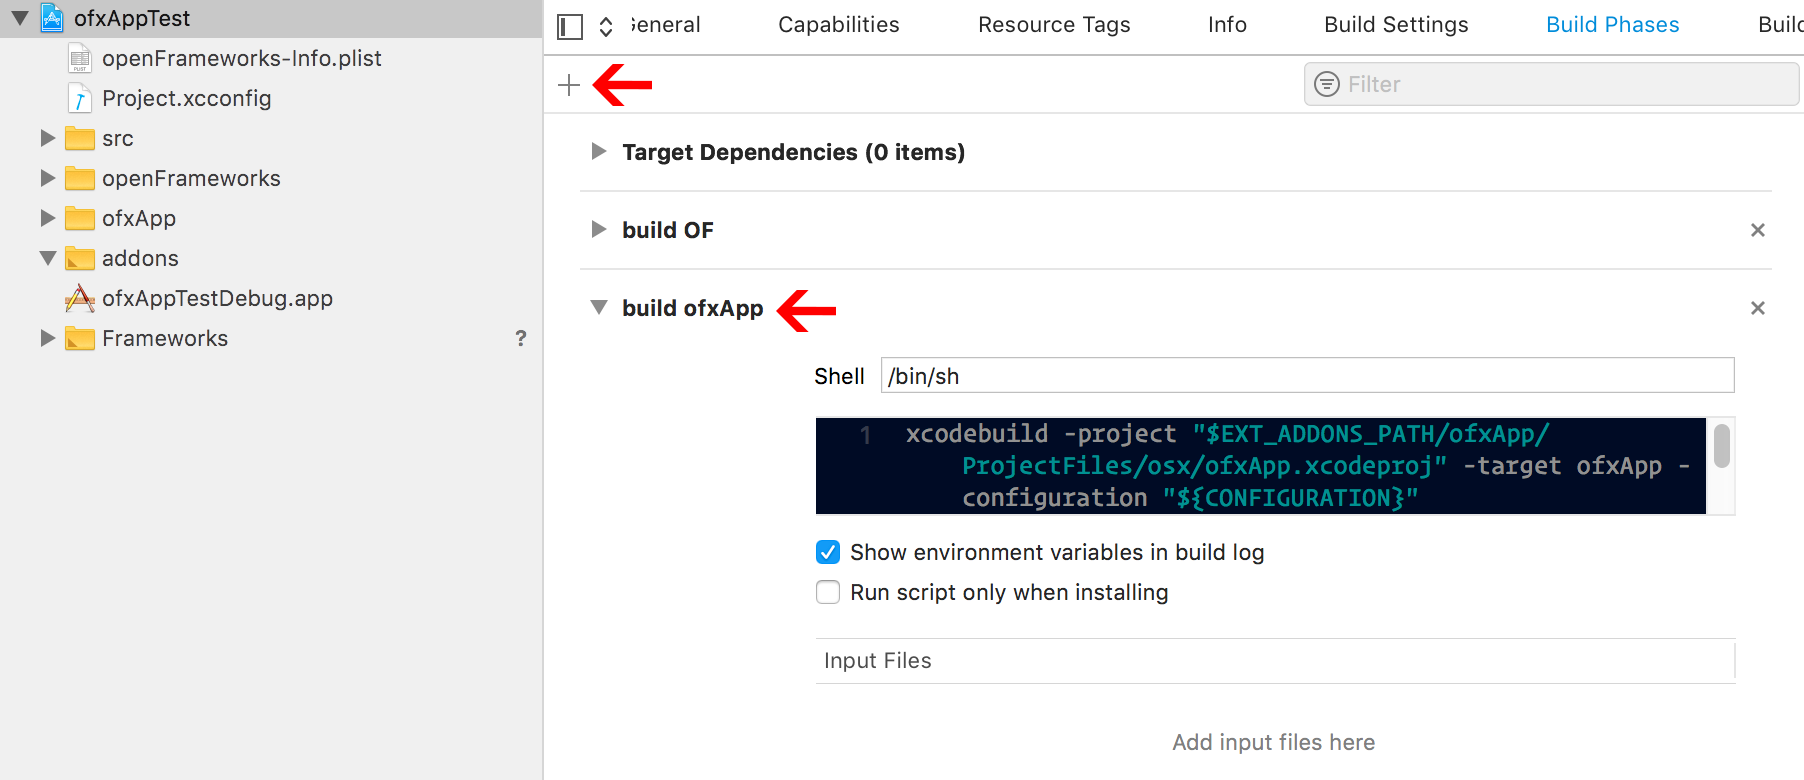 ofxAppTest
openFrameworks-Info.plist
Project.xcconfig
src
openFrameworks
ofxApp
addons
ofxAppTestDebug.app
Frameworks ?
General Capabilities Resource Tags Info Build Settings Build Phases Build
Filter
Target Dependencies (0 items)
build OF
build ofxApp
Shell /bin/sh
1 xcodebuild -project "$EXT_ADDONS_PATH/ofxApp/
ProjectFiles/osx/ofxApp.xcodeproj" -target ofxApp -
configuration "${CONFIGURATION}"
Show environment variables in build log
Run script only when installing
Input Files
Add input files here